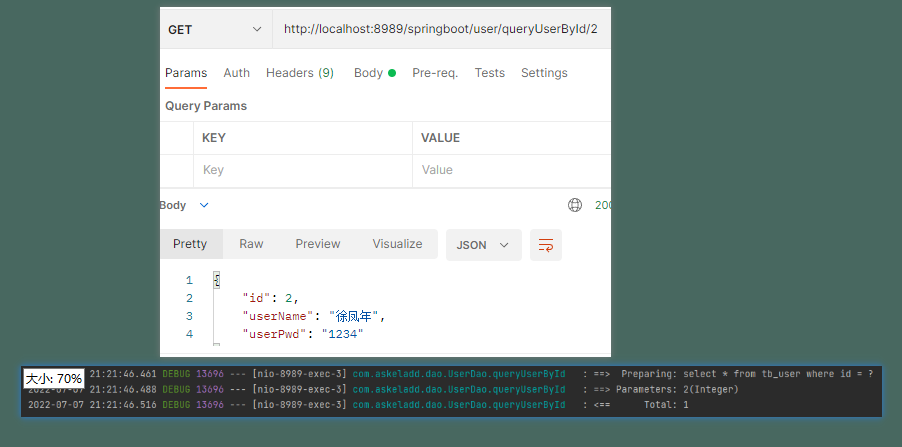 GET http://localhost:8989/springboot/user/queryUserById/2
Params Auth Headers (9) Body Pre-req. Tests Settings
Query Params
KEY VALUE
Key Value
Body 200
Pretty Raw Preview Visualize JSON
1 {
2 "id": 2,
3 "userName": "徐凤年",
4 "userPwd": "1234"
大小: 70% 21:21:46.461 DEBUG 13696 --- [nio-8989-exec-3] com.askeladd.dao.UserDao.queryUserById : ==> Preparing: select * from tb_user where id = ?
21:21:46.488 DEBUG 13696 --- [nio-8989-exec-3] com.askeladd.dao.UserDao.queryUserById : ==> Parameters: 2(Integer)
2022-07-07 21:21:46.516 DEBUG 13696 --- [nio-8989-exec-3] com.askeladd.dao.UserDao.queryUserById : <== Total: 1